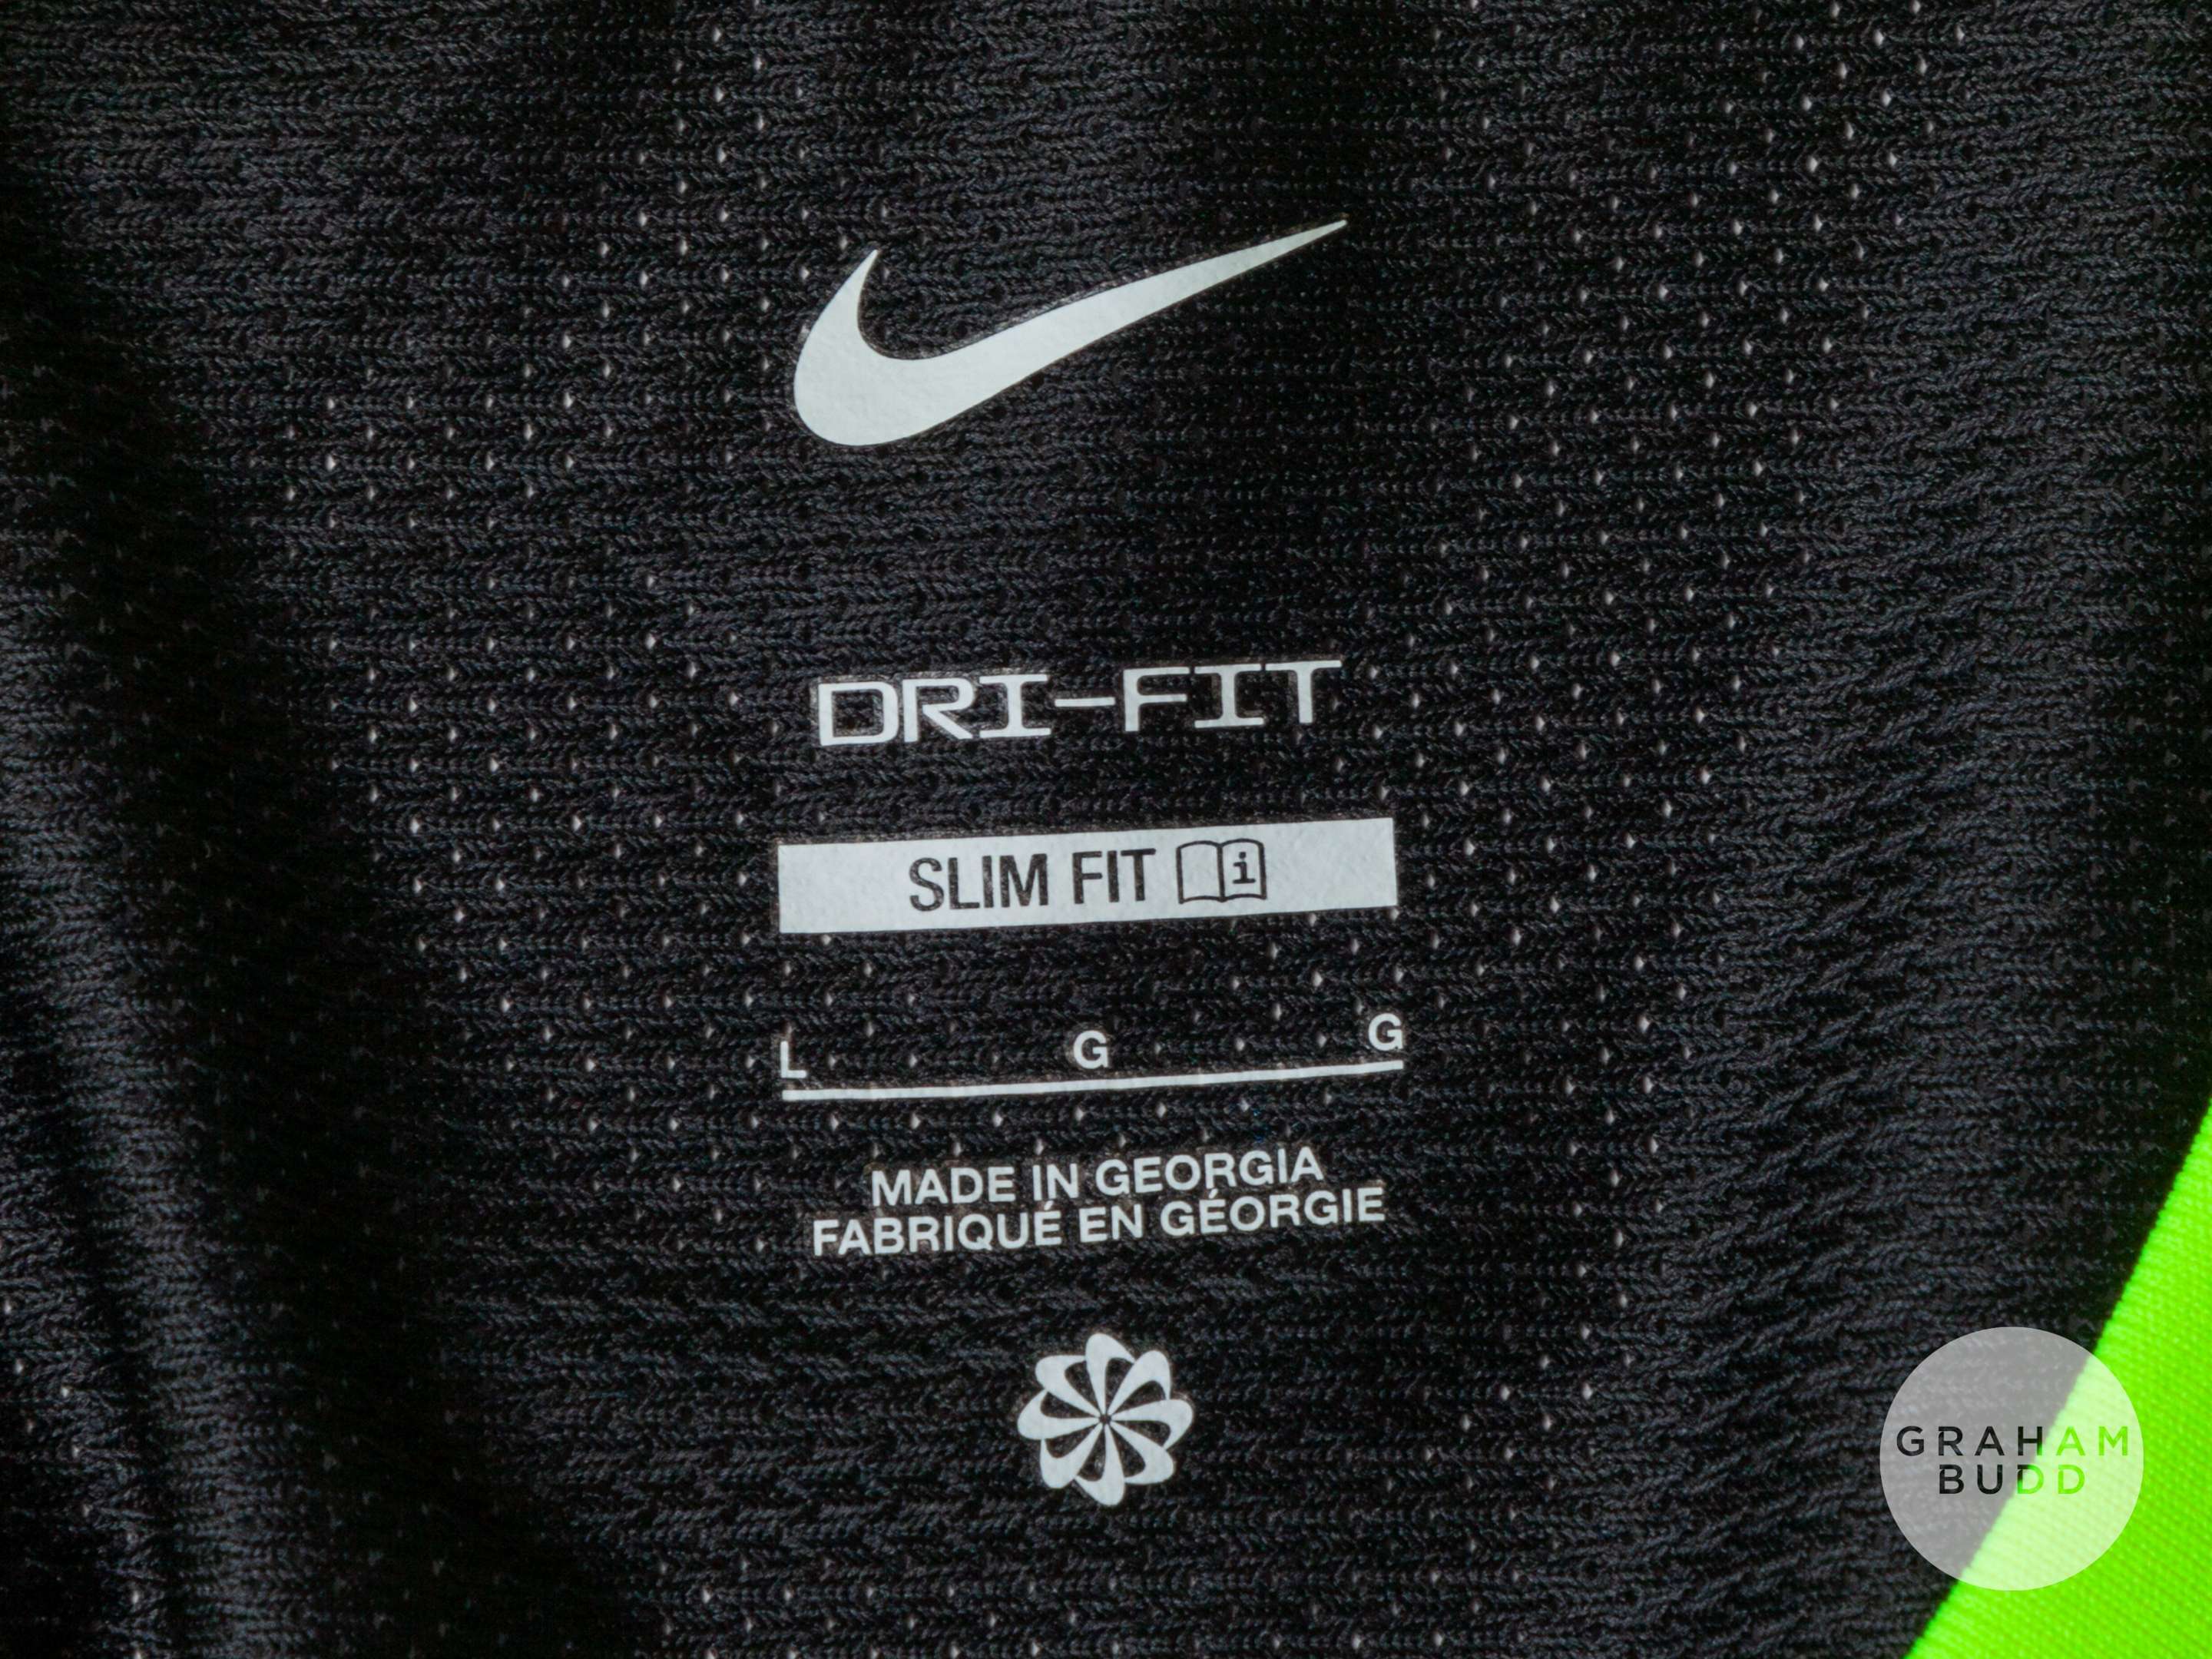 DRI-FIT
SLIM FIT i
L G G
MADE IN GEORGIA
FABRIQUÉ EN GÉORGIE
GRAHAM
BUDD